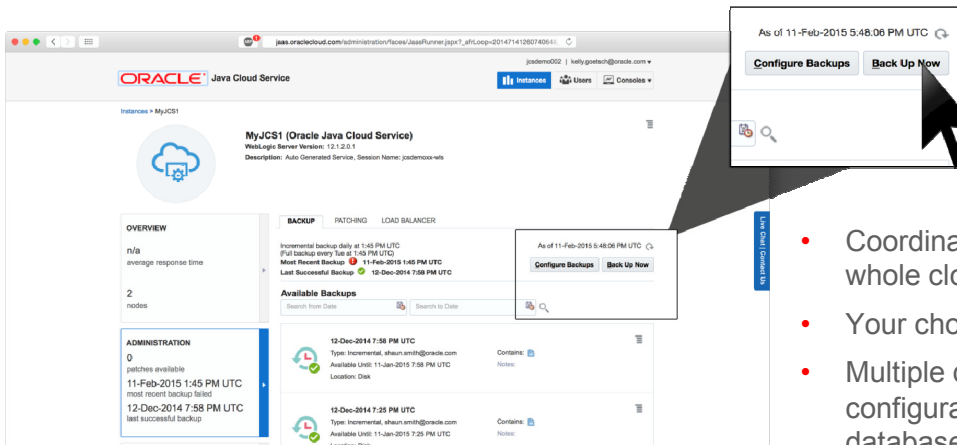 As of 11-Feb-2015 5:48:06 PM UTC
Configure Backups
Back Up Now
jaas.oraclecloud.com/administration/faces/JaasRunner.jspx?_afrLoop=2014714126074064
jcsdemo002 | kelly.goetsch@oracle.com
ORACLE Java Cloud Service
Instances
Users
Consoles
Instances > MyJCS1
MyJCS1 (Oracle Java Cloud Service)
WebLogic Server Version: 12.1.2.0.1
Description: Auto Generated Service, Session Name: jcsdemoxx-wls
OVERVIEW
n/a
average response time
2
nodes
ADMINISTRATION
0
patches available
11-Feb-2015 1:45 PM UTC
most recent backup failed
12-Dec-2014 7:58 PM UTC
last successful backup
BACKUP PATCHING LOAD BALANCER
Incremental backup daily at 1:45 PM UTC
(Full backup every Tue at 1:45 PM UTC)
Most Recent Backup 11-Feb-2015 1:45 PM UTC
Last Successful Backup 12-Dec-2014 7:58 PM UTC
As of 11-Feb-2015 5:48:06 PM UTC
Configure Backups
Back Up Now
Available Backups
Search from Date
Search to Date
12-Dec-2014 7:58 PM UTC
Type: Incremental, shaun.smith@oracle.com
Available Until: 11-Jan-2015 7:58 PM UTC
Location: Disk
Contains:
Notes:
12-Dec-2014 7:25 PM UTC
Type: Incremental, shaun.smith@oracle.com
Available Until: 11-Jan-2015 7:25 PM UTC
Location: Disk
Contains:
Notes:
Live Chat | Contact Us
• Coordina
whole clo
• Your cho
• Multiple
configura
database